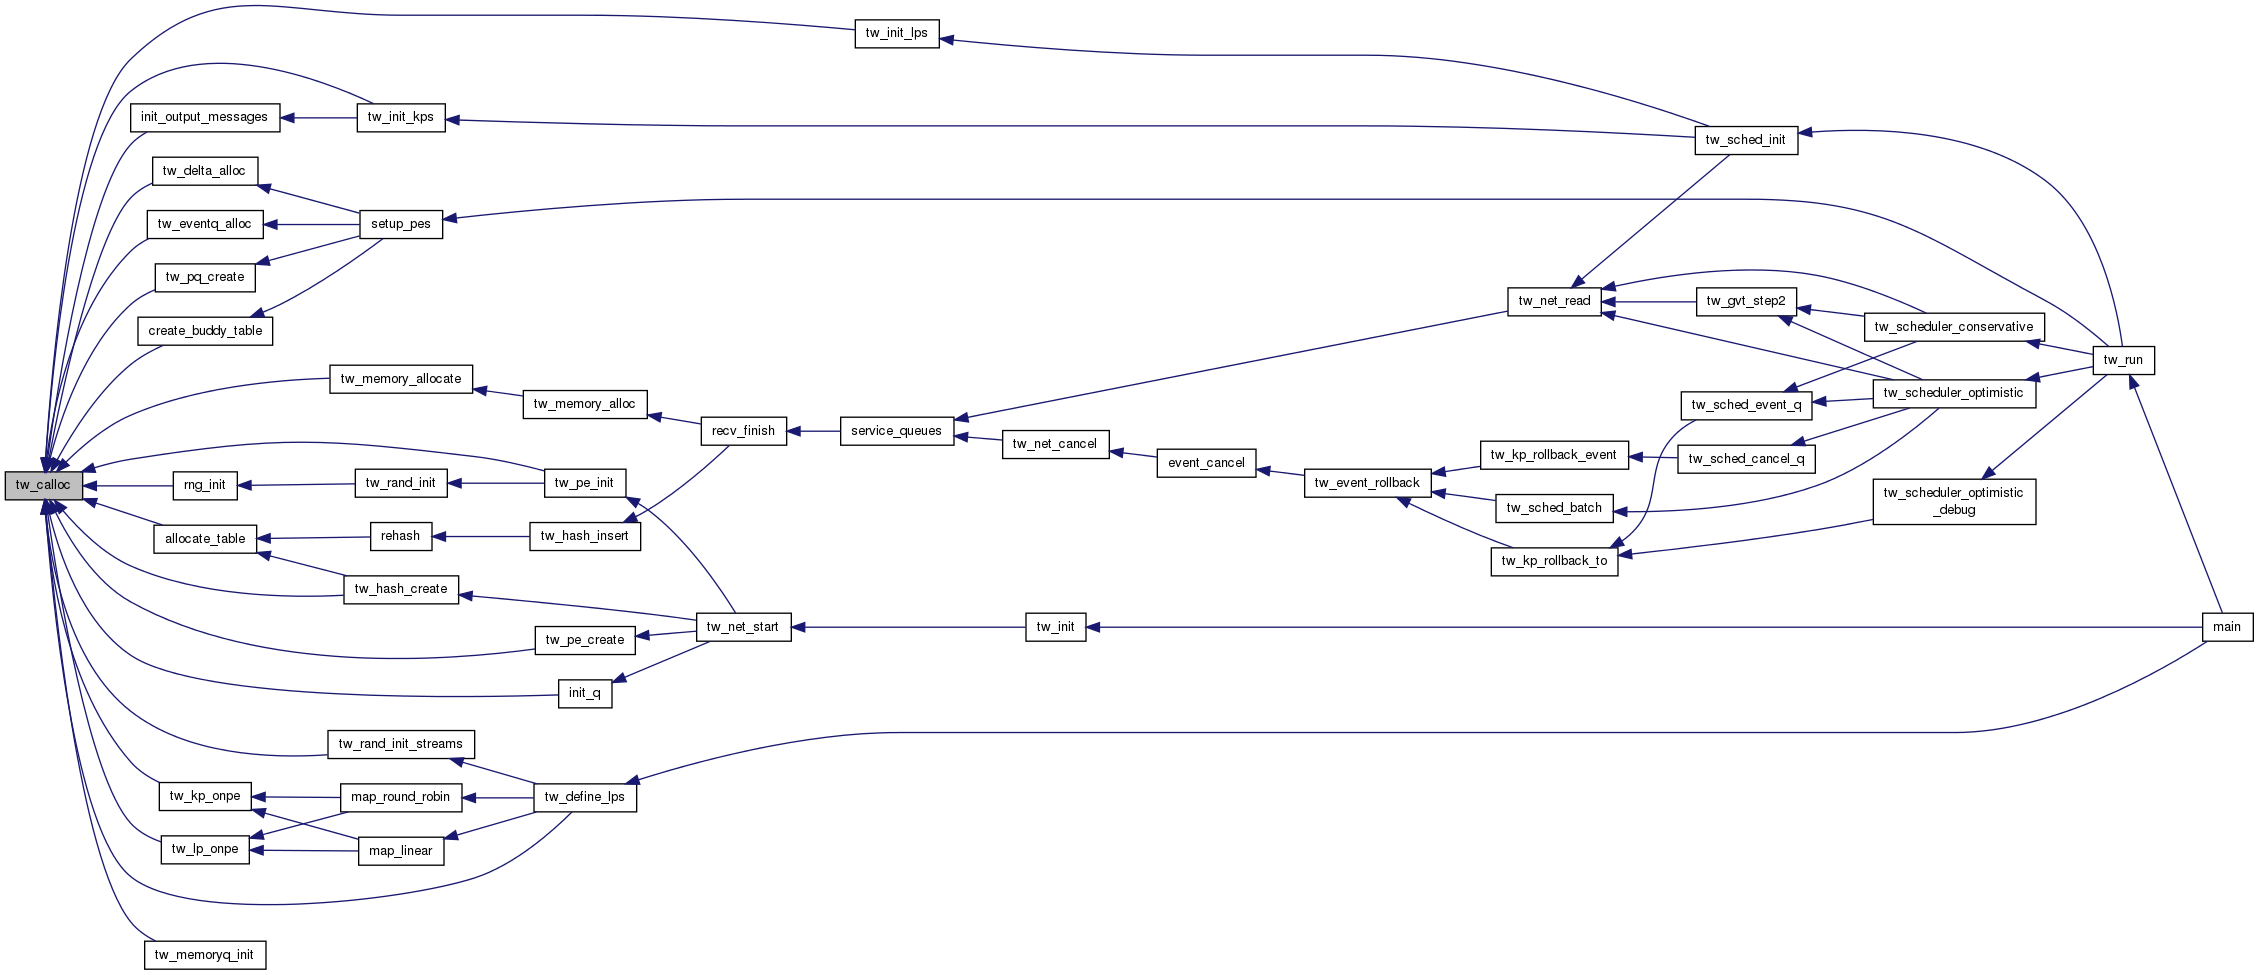 tw_init_lps
init_output_messages
tw_init_kps
tw_sched_init
tw_delta_alloc
tw_eventq_alloc
setup_pes
tw_pq_create
create_buddy_table
tw_net_read
tw_gvt_step2
tw_scheduler_conservative
tw_run
tw_memory_allocate
tw_memory_alloc
tw_scheduler_optimistic
tw_sched_event_q
recv_finish
service_queues
tw_net_cancel
event_cancel
tw_kp_rollback_event
tw_sched_cancel_q
tw_calloc
rng_init
tw_rand_init
tw_pe_init
tw_event_rollback
tw_sched_batch
tw_scheduler_optimistic
_debug
allocate_table
rehash
tw_hash_insert
tw_kp_rollback_to
tw_hash_create
tw_net_start
tw_init
main
tw_pe_create
init_q
tw_rand_init_streams
tw_kp_onpe
map_round_robin
tw_define_lps
tw_lp_onpe
map_linear
tw_memoryq_init